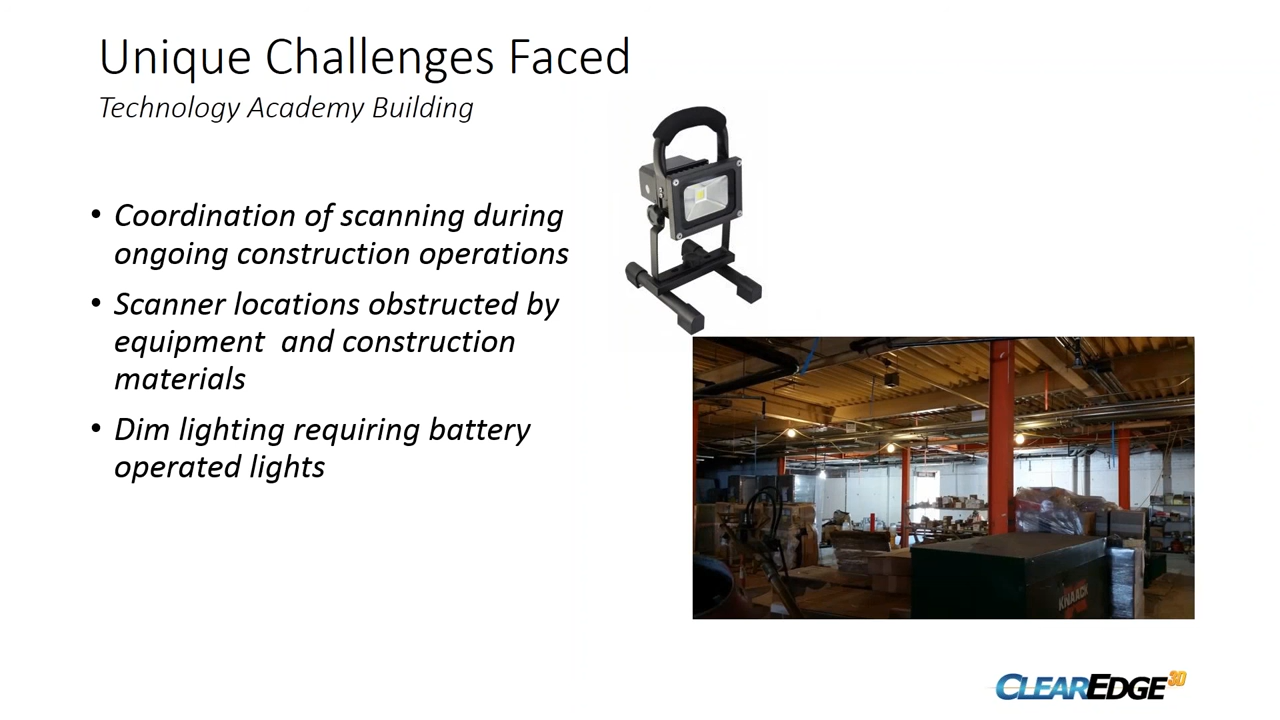 Unique Challenges Faced
Technology Academy Building
• Coordination of scanning during
ongoing construction operations
• Scanner locations obstructed by
equipment  and construction
materials
• Dim lighting requiring battery
operated lights
KNAACK
CLEAREDGE3D